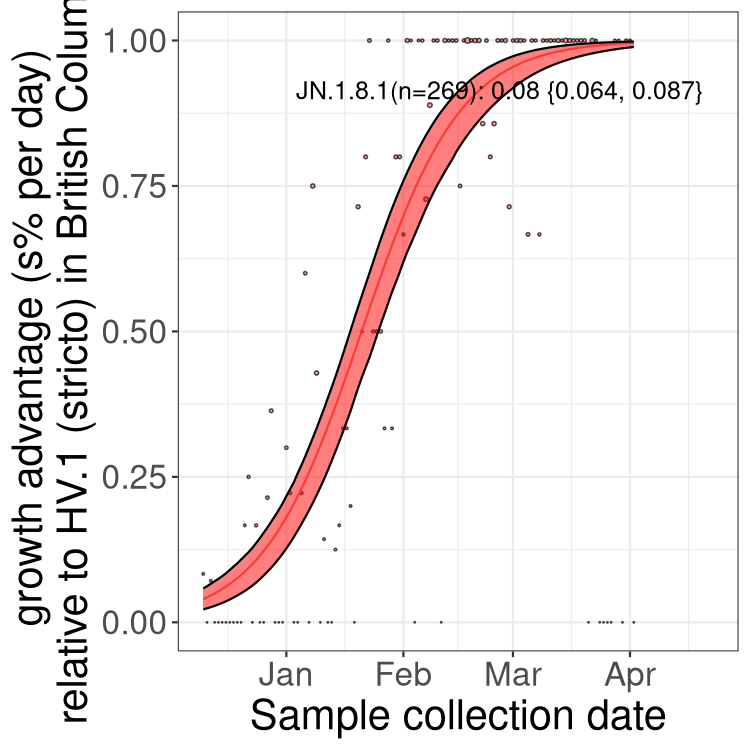 growth advantage (s% per day)
relative to HV.1 (stricto) in British Colum
1.00
0.75
0.50
0.25
0.00
JN.1.8.1(n=269): 0.08 {0.064, 0.087}
Jan Feb Mar Apr
Sample collection date